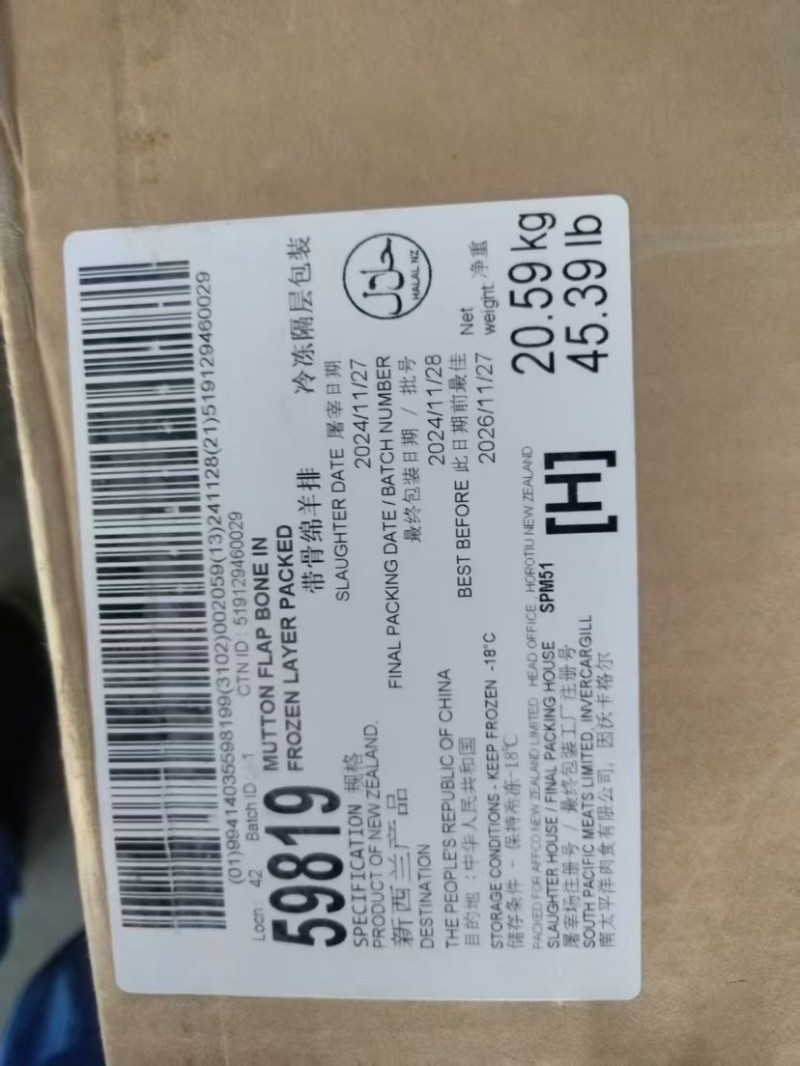 (01)99414035598199(3102)002059(13)241128(21)519129460029
Locn: 42 Batch ID 1 CTN ID: 519129460029
59819
MUTTON FLAP BONE IN
FROZEN LAYER PACKED
带骨绵羊排 冷冻隔层包装
SPECIFICATION 规格
PRODUCT OF NEW ZEALAND.
新西兰产品
SLAUGHTER DATE 屠宰日期
2024/11/27
FINAL PACKING DATE / BATCH NUMBER
最终包装日期 / 批号
2024/11/28
حلال
HALAL NZ
DESTINATION
THE PEOPLE'S REPUBLIC OF CHINA
目的地：中华人民共和国
BEST BEFORE 此日期前最佳
2026/11/27
Net
weight 净重
20.59 kg
45.39 lb
STORAGE CONDITIONS - KEEP FROZEN -18°C
储存条件 - 保持冷冻-18℃
PACKED FOR AFFCO NEW ZEALAND LIMITED HEAD OFFICE, HOROTIU NEW ZEALAND
SLAUGHTER HOUSE / FINAL PACKING HOUSE SPM51
屠宰场注册号 / 最终包装工厂注册号
[H]
SOUTH PACIFIC MEATS LIMITED, INVERCARGILL
南太平洋肉食有限公司，因沃卡格尔